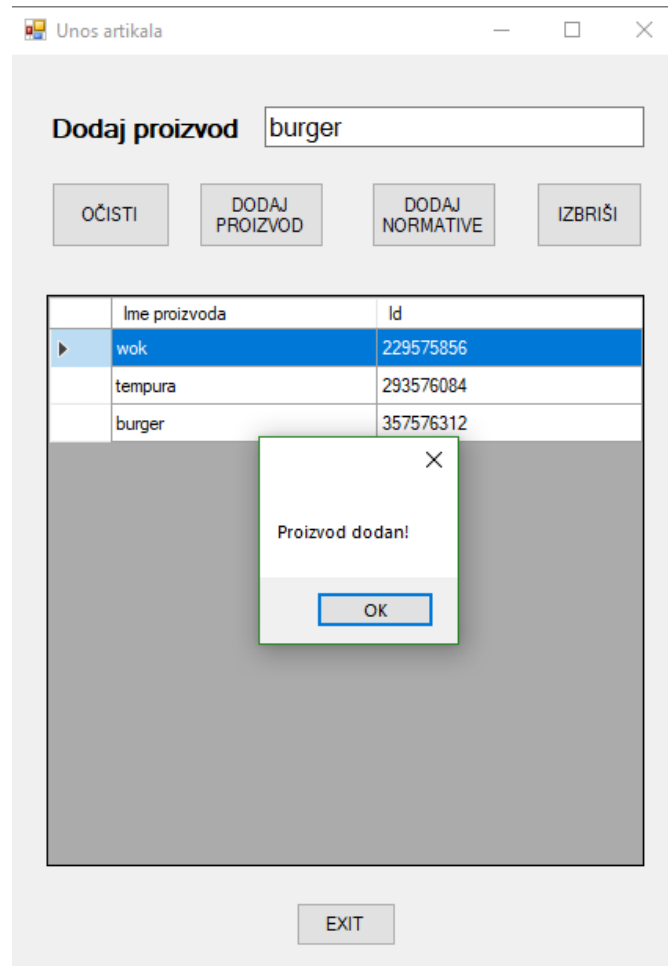 Unos artikala
Dodaj proizvod burger
OČISTI
DODAJ
PROIZVOD
DODAJ
NORMATIVE
IZBRIŠI
Ime proizvoda Id
wok 229575856
tempura 293576084
burger 357576312
Proizvod dodan!
OK
EXIT